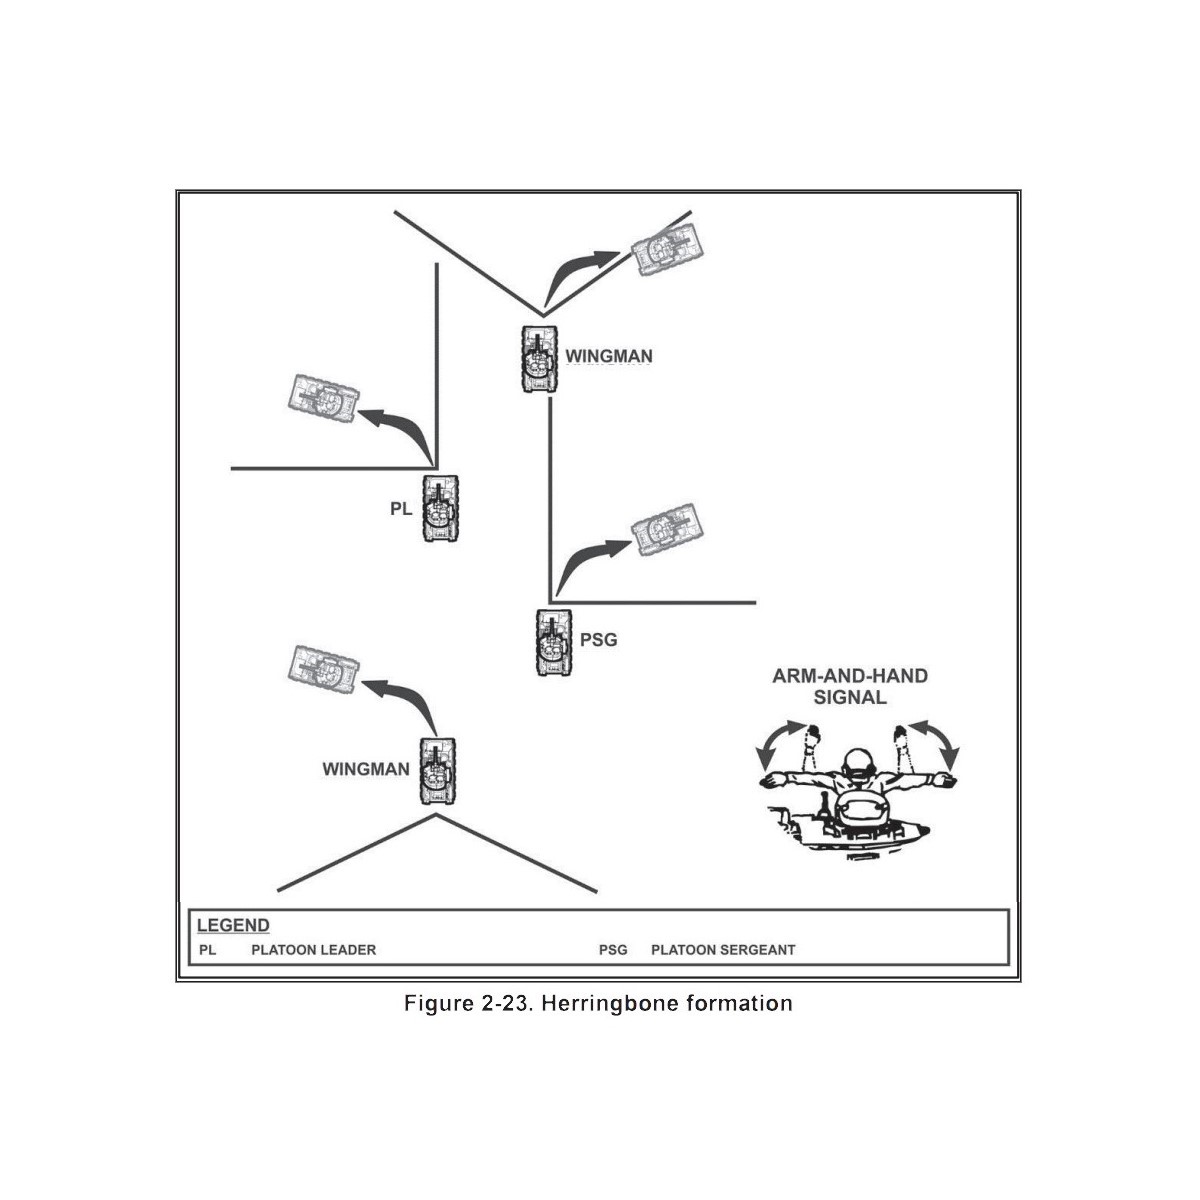 WINGMAN
PL
PSG
WINGMAN
ARM-AND-HAND
SIGNAL
LEGEND
PL PLATOON LEADER PSG PLATOON SERGEANT
Figure 2-23. Herringbone formation